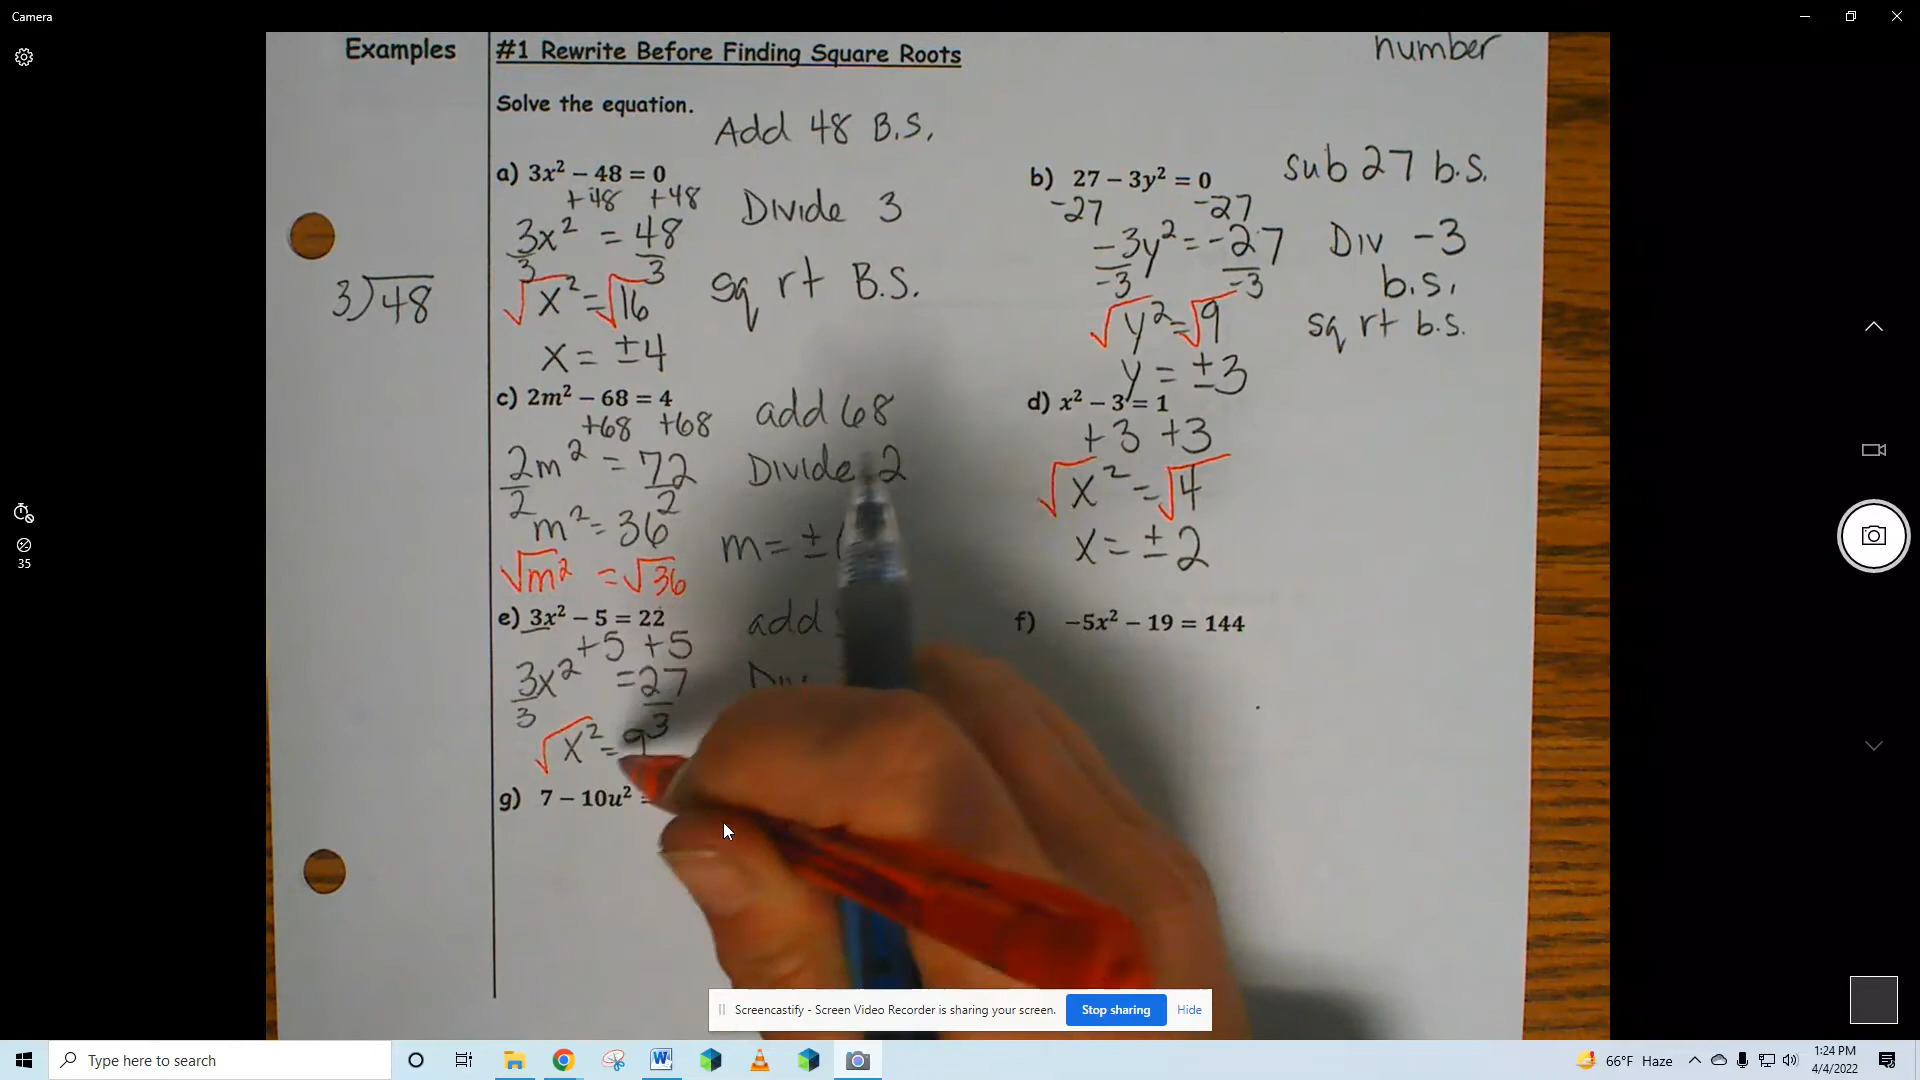 Camera
Examples
#1 Rewrite Before Finding Square Roots
number
Solve the equation.
Add 48 B.S.
a) 3x² − 48 = 0
+48 +48
Divide 3
3x² = 48
3 3
sq rt B.S.
√x² = √16
x = ±4
3)48
b) 27 − 3y² = 0
sub 27 b.s.
-27 -27
-3y² = -27
-3 -3
Div -3
b.s.
√y² = √9
sq rt b.s.
y = ±3
c) 2m² − 68 = 4
+68 +68
add 68
2m² = 72
2 2
Divide 2
m² = 36
m = ±
√m² = √36
d) x² − 3 = 1
+3 +3
√x² = √4
x = ±2
e) 3x² − 5 = 22
+5 +5
add
3x² = 27
3 3
Div
√x² = 9
f) −5x² − 19 = 144
g) 7 − 10u² =
35
Screencastify - Screen Video Recorder is sharing your screen.
Stop sharing
Hide
Type here to search
66°F Haze
1:24 PM
4/4/2022